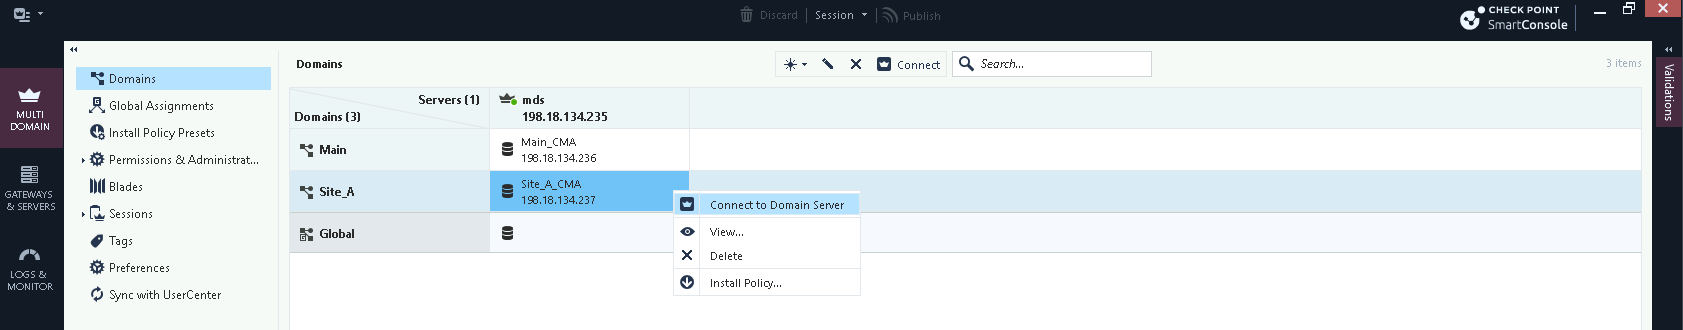 Discard
Session
Publish
CHECK POINT
SmartConsole
MULTI
DOMAIN
GATEWAYS
& SERVERS
LOGS &
MONITOR
Domains
Global Assignments
Install Policy Presets
Permissions & Administrat...
Blades
Sessions
Tags
Preferences
Sync with UserCenter
Domains
Connect
Search...
3 items
Servers (1)
Domains (3)
mds
198.18.134.235
Main
Main_CMA
198.18.134.236
Site_A
Site_A_CMA
198.18.134.237
Global
Connect to Domain Server
View...
Delete
Install Policy...
Validations